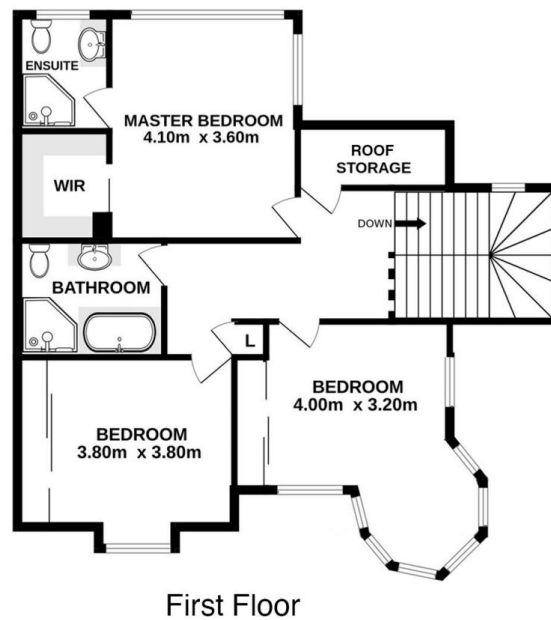 ENSUITE
MASTER BEDROOM
4.10m x 3.60m
ROOF
STORAGE
WIR
DOWN
BATHROOM
L
BEDROOM
4.00m x 3.20m
BEDROOM
3.80m x 3.80m
First Floor